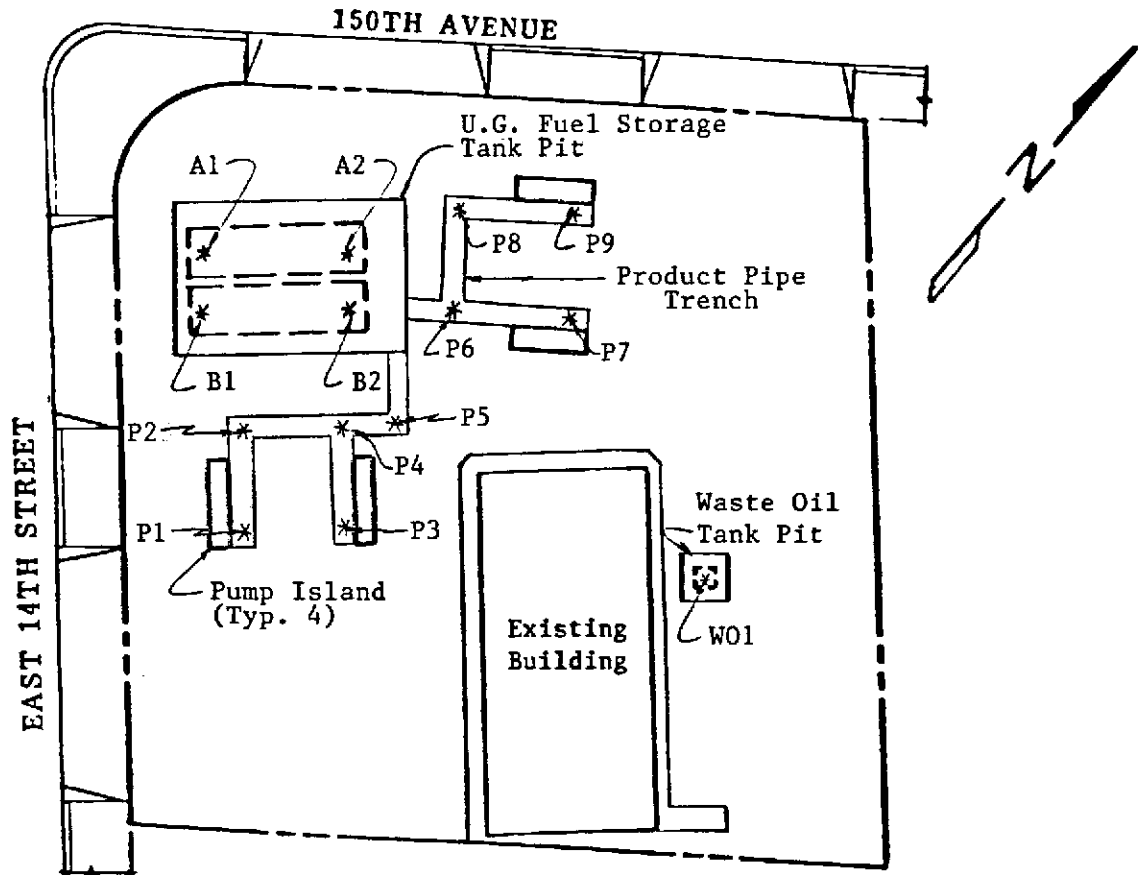 150TH AVENUE
U.G. Fuel Storage
Tank Pit
A1
A2
N
P8
P9
Product Pipe
Trench
P6
P7
B1
B2
P2
P5
P4
EAST 14TH STREET
Waste Oil
Tank Pit
P1
P3
Pump Island
(Typ. 4)
Existing
Building
WO1